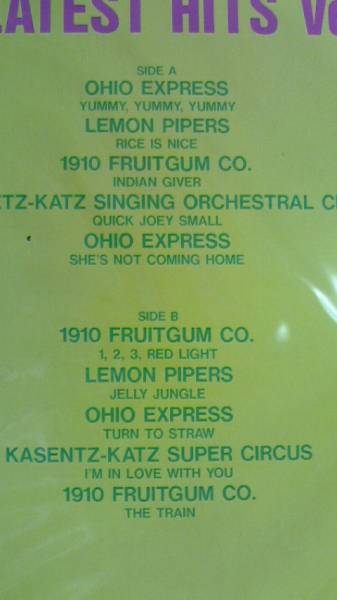 LATEST HITS Vo
SIDE A
OHIO EXPRESS
YUMMY, YUMMY, YUMMY
LEMON PIPERS
RICE IS NICE
1910 FRUITGUM CO.
INDIAN GIVER
TZ-KATZ SINGING ORCHESTRAL CI
QUICK JOEY SMALL
OHIO EXPRESS
SHE'S NOT COMING HOME
SIDE B
1910 FRUITGUM CO.
1, 2, 3, RED LIGHT
LEMON PIPERS
JELLY JUNGLE
OHIO EXPRESS
TURN TO STRAW
KASENTZ-KATZ SUPER CIRCUS
I'M IN LOVE WITH YOU
1910 FRUITGUM CO.
THE TRAIN